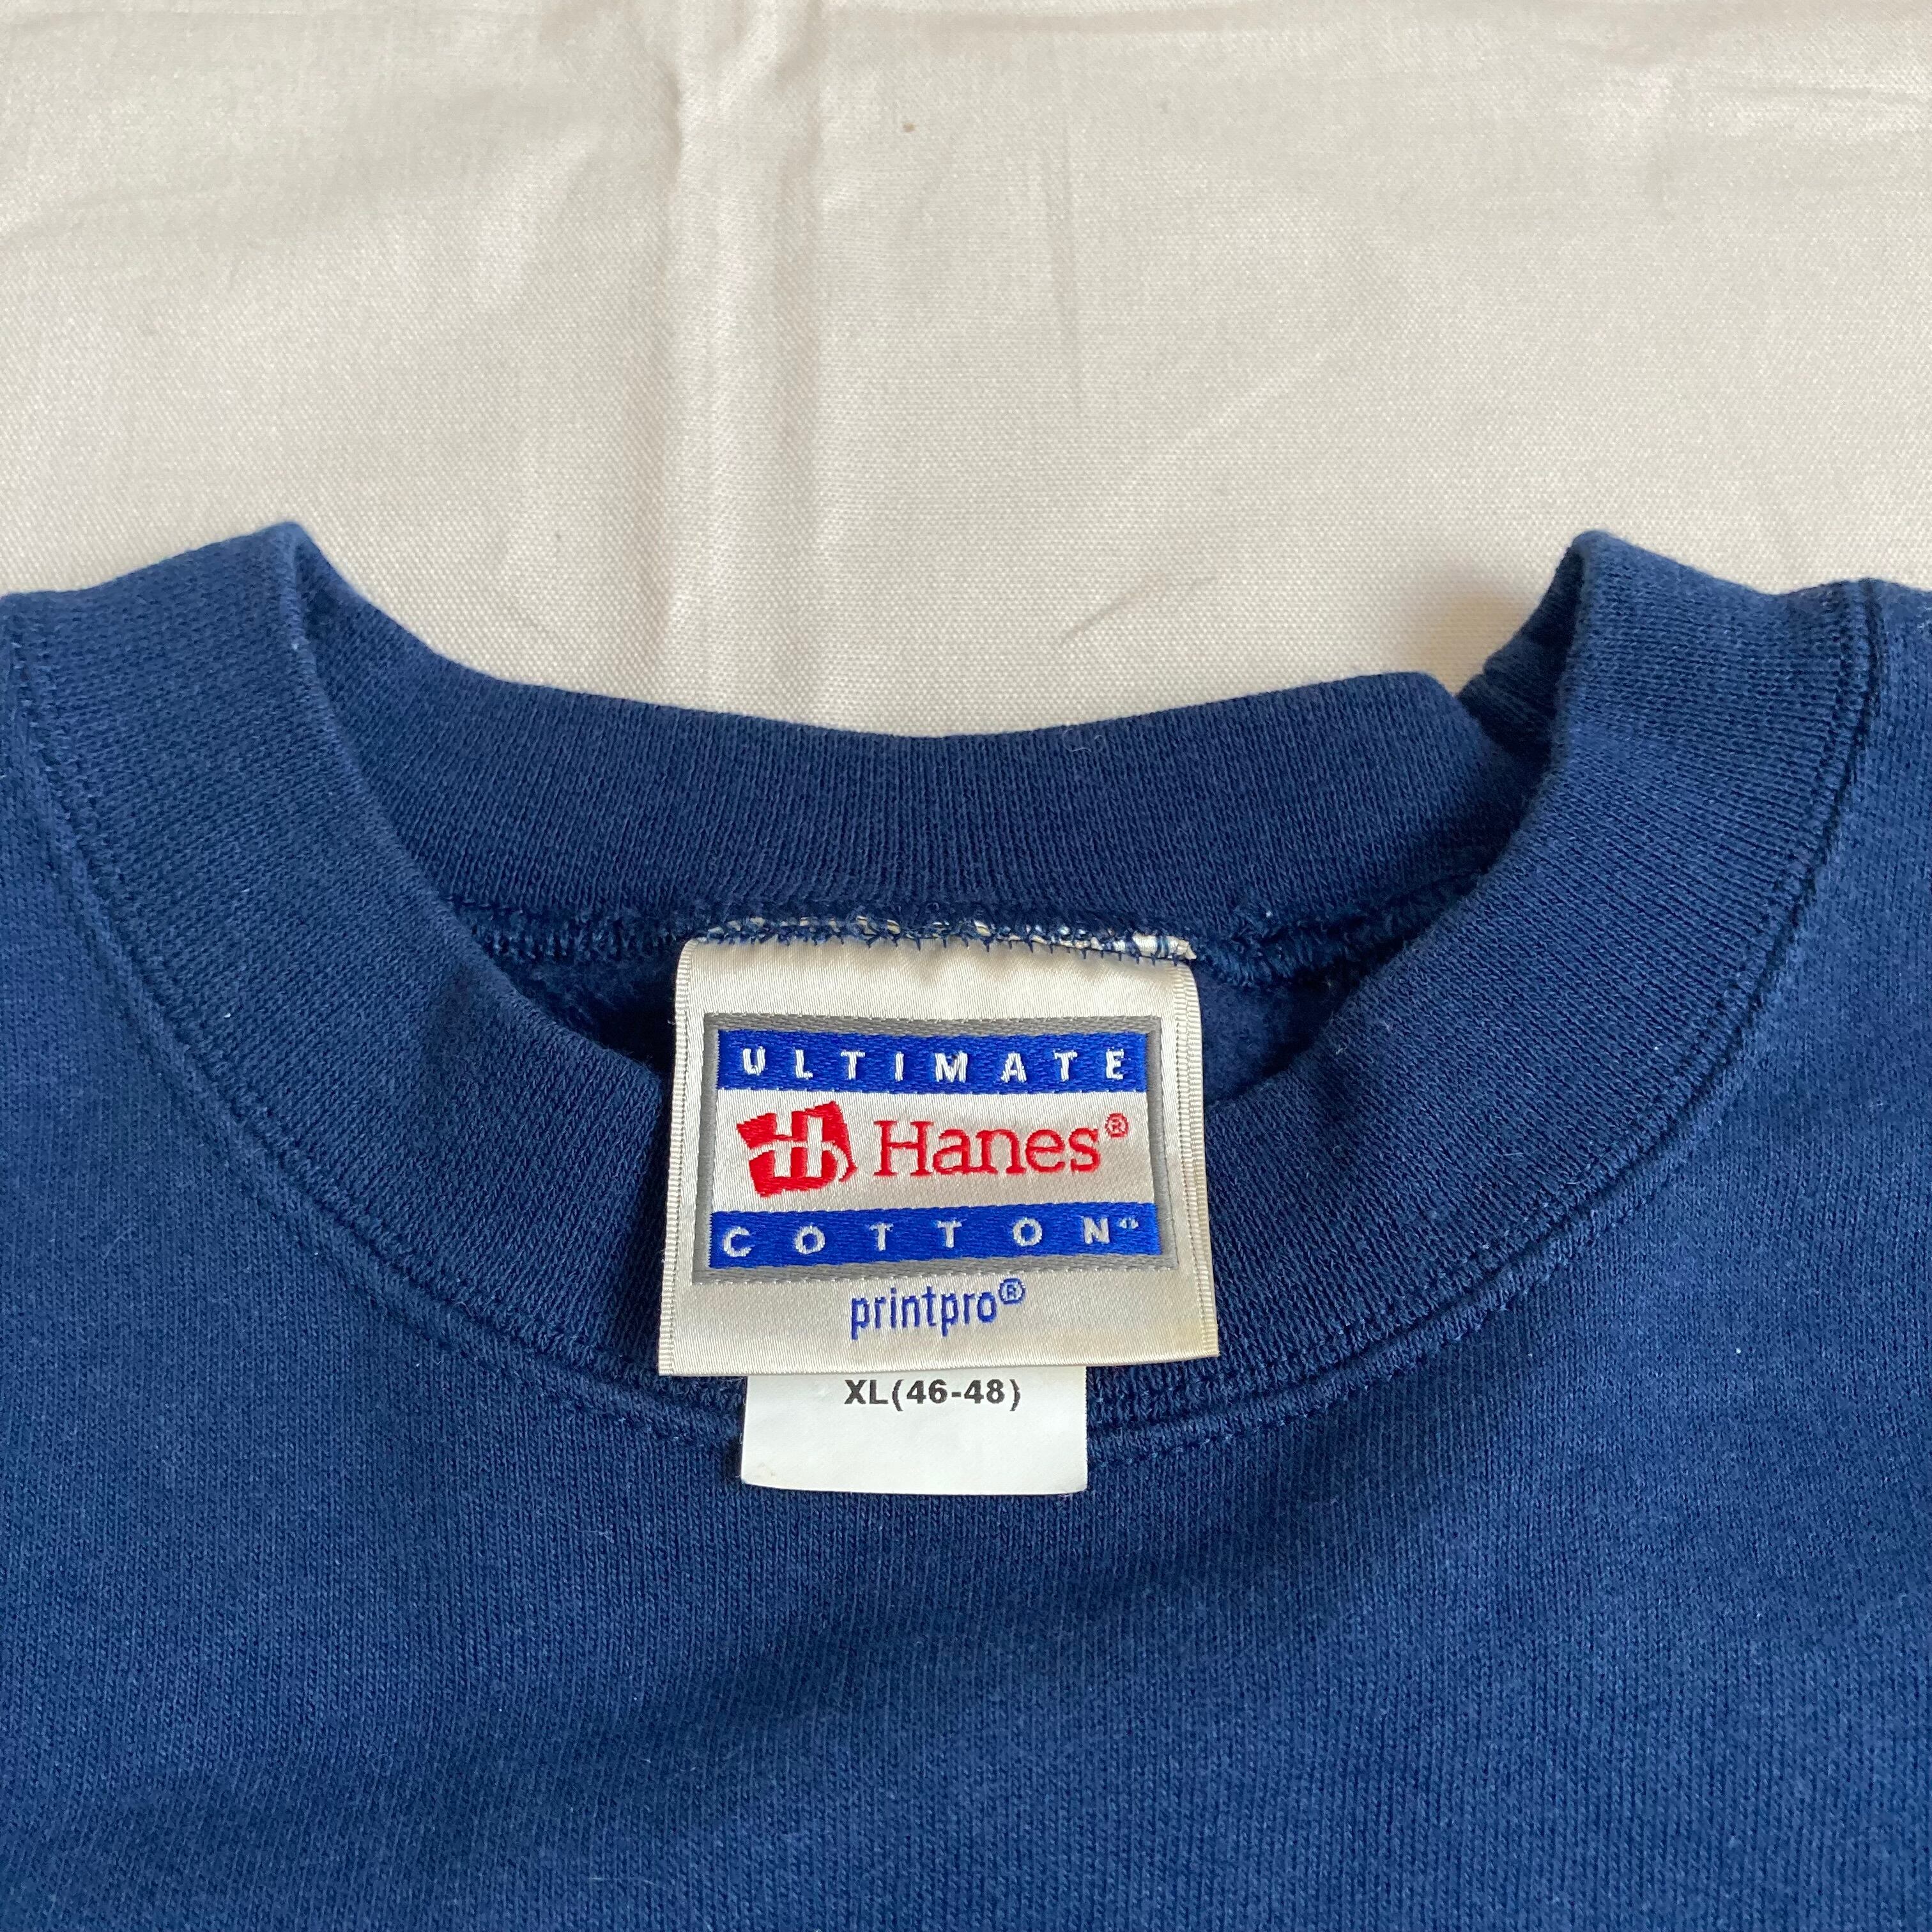 ULTIMATE
Hanes®
COTTON®
printpro®
XL(46-48)